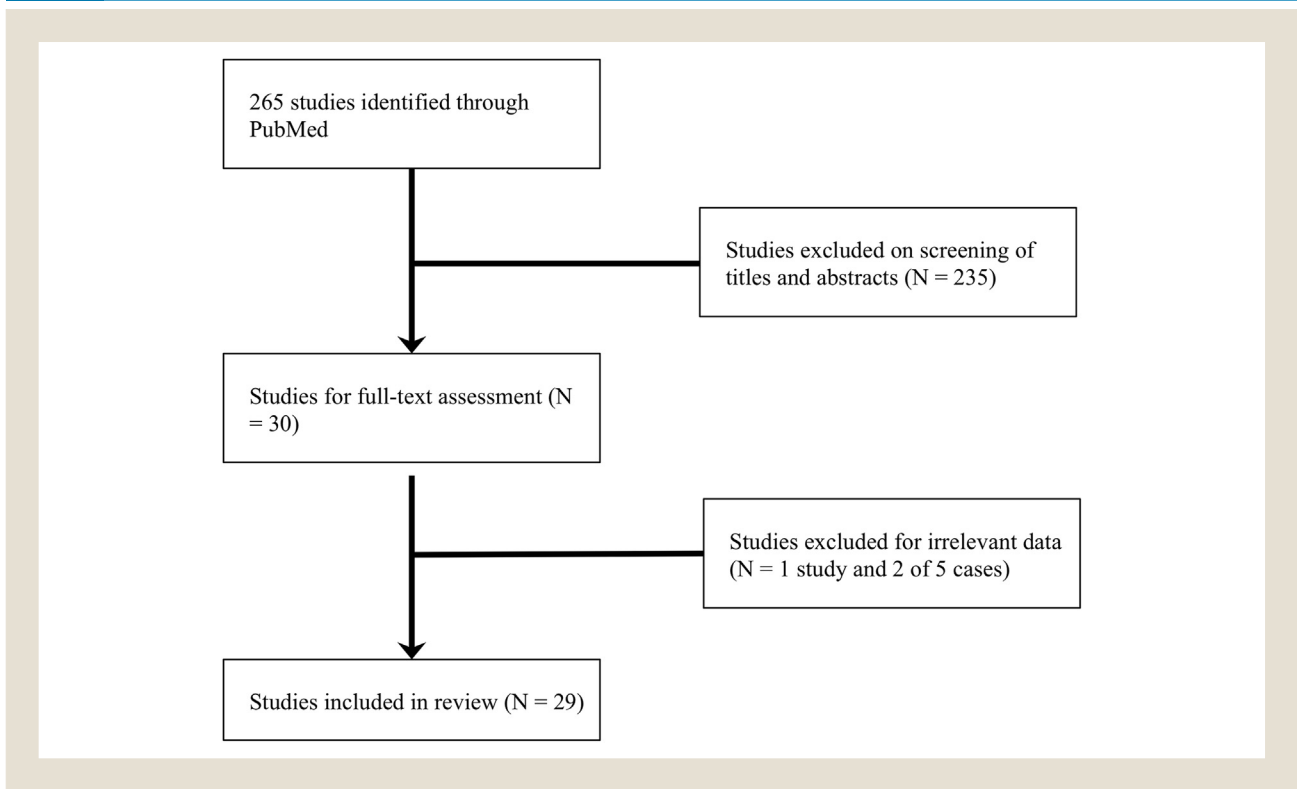 265 studies identified through
PubMed
Studies excluded on screening of
titles and abstracts (N = 235)
Studies for full-text assessment (N
= 30)
Studies excluded for irrelevant data
(N = 1 study and 2 of 5 cases)
Studies included in review (N = 29)